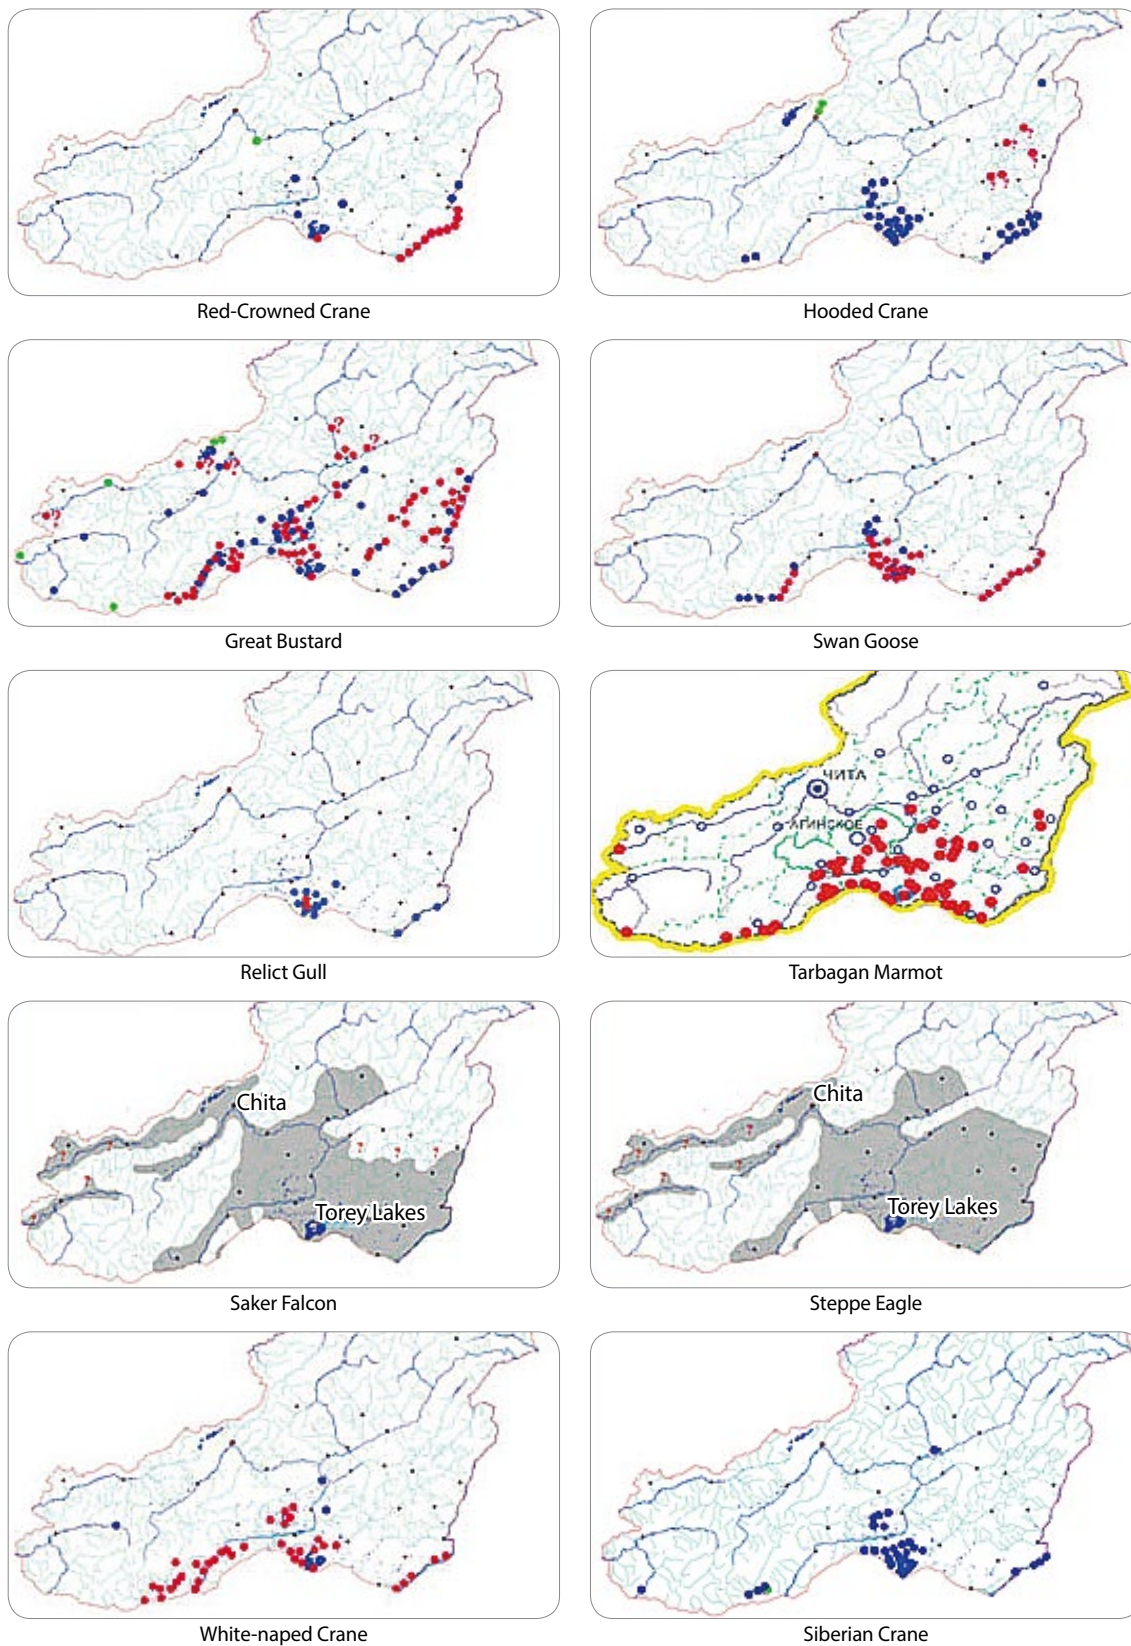 Red-Crowned Crane
Hooded Crane
? ?
?
Great Bustard
Swan Goose
ЧИТА
АГИНСКОЕ
Relict Gull
Tarbagan Marmot
Chita
Torey Lakes
Chita
Torey Lakes
Saker Falcon
Steppe Eagle
White-naped Crane
Siberian Crane